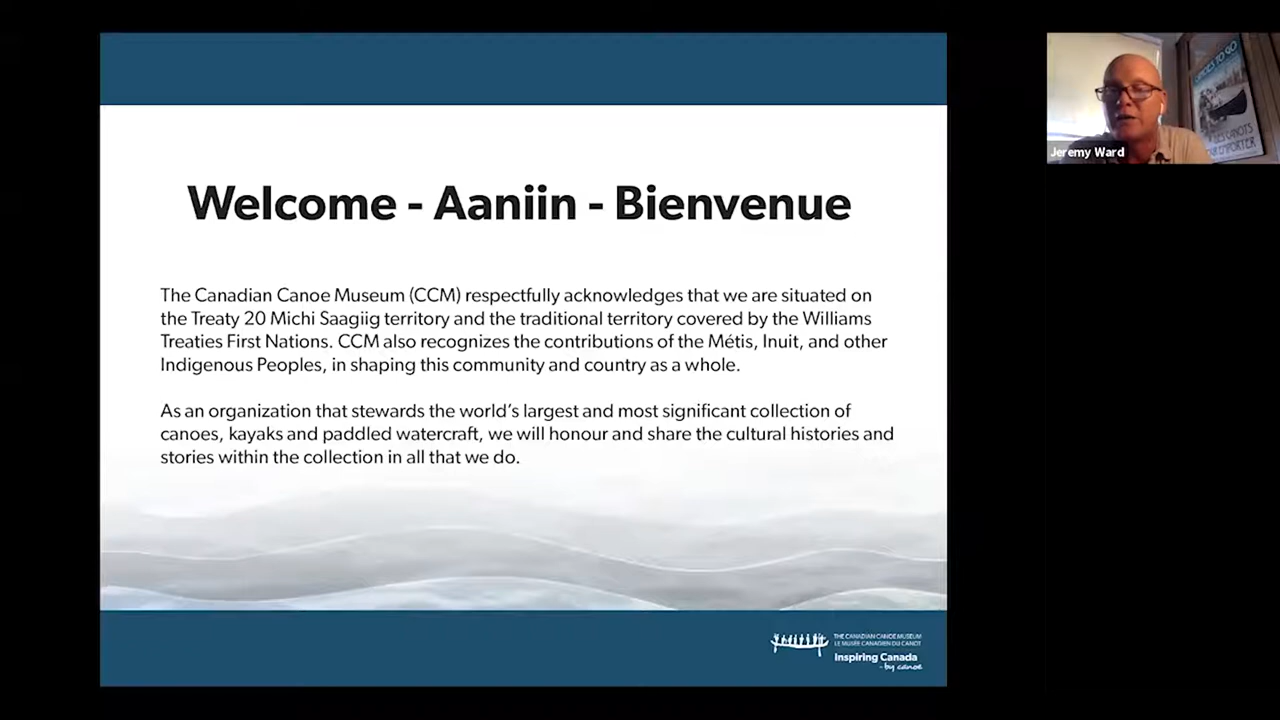 Welcome - Aaniin - Bienvenue
The Canadian Canoe Museum (CCM) respectfully acknowledges that we are situated on
the Treaty 20 Michi Saagiig territory and the traditional territory covered by the Williams
Treaties First Nations. CCM also recognizes the contributions of the Métis, Inuit, and other
Indigenous Peoples, in shaping this community and country as a whole.
As an organization that stewards the world's largest and most significant collection of
canoes, kayaks and paddled watercraft, we will honour and share the cultural histories and
stories within the collection in all that we do.
THE CANADIAN CANOE MUSEUM
LE MUSÉE CANADIEN DU CANOT
Inspiring Canada
- by canoe
TO GO
CANOTS
EMPORTER
Jeremy Ward